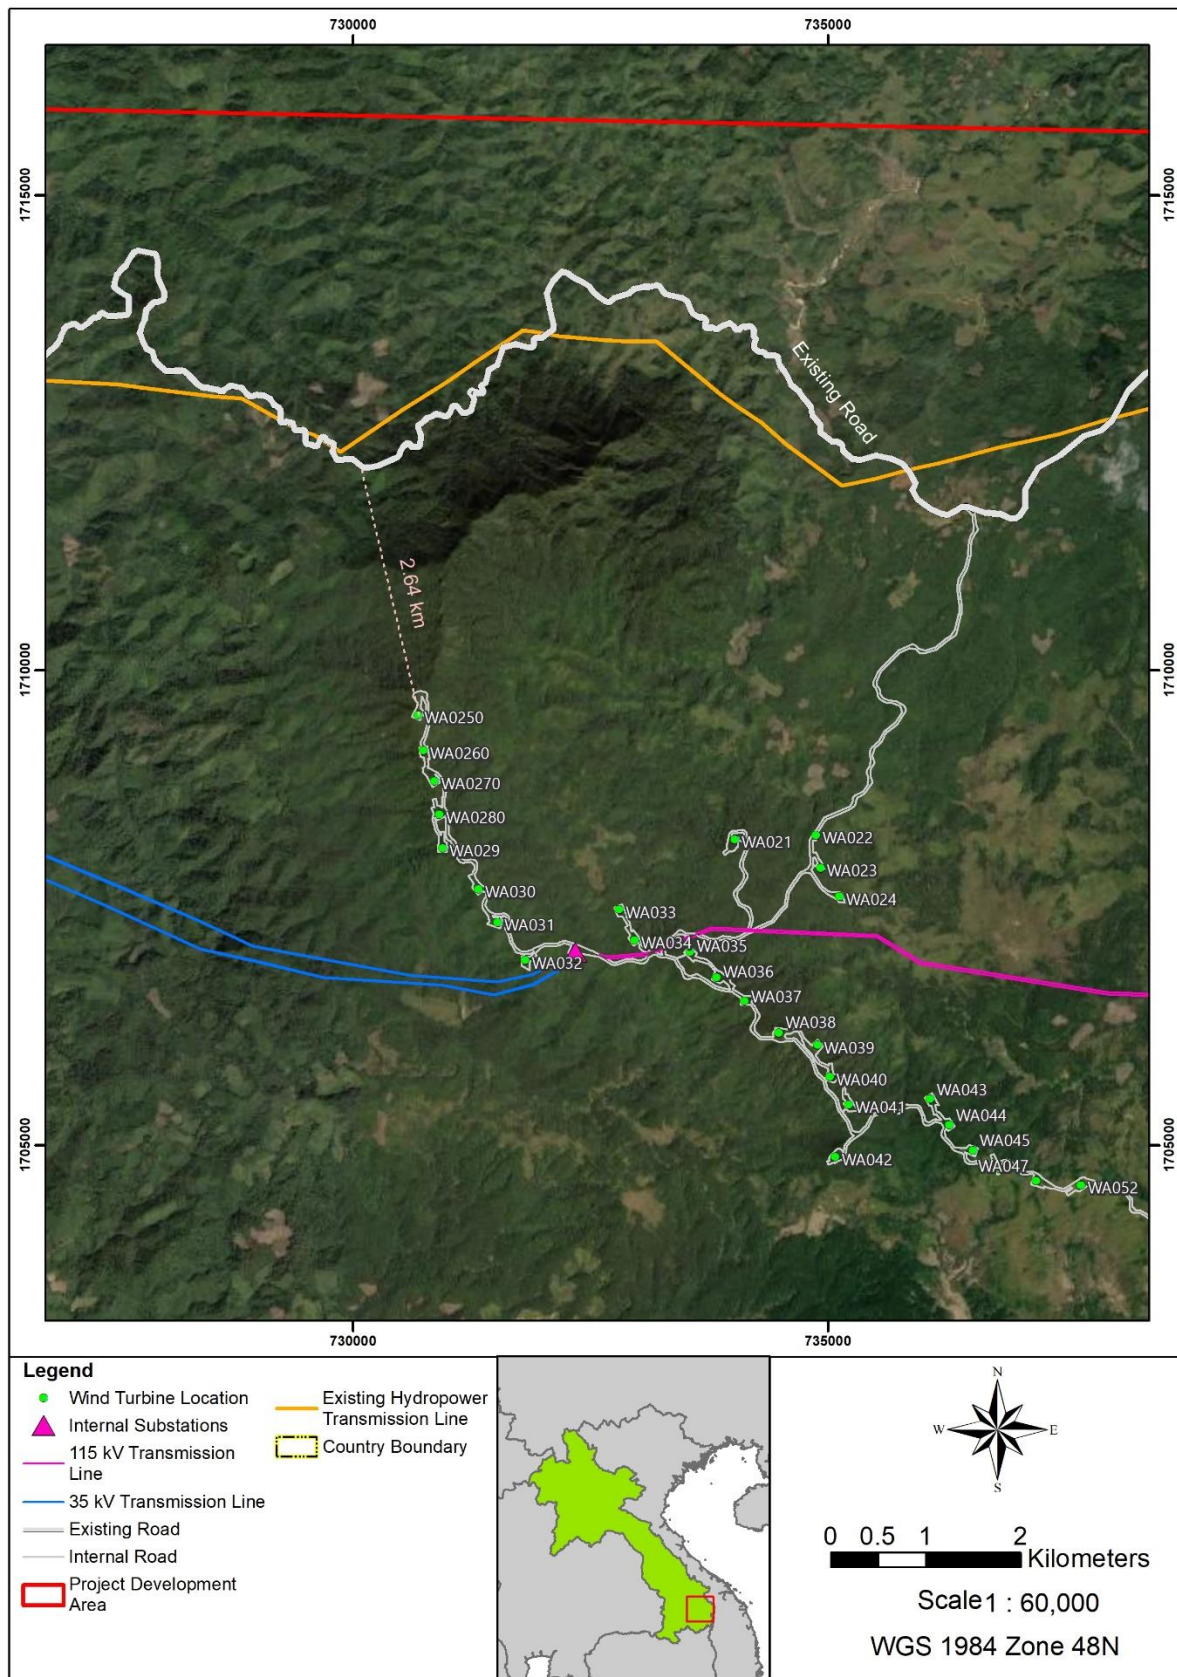 730000
735000
1715000
1715000
Existing Road
2.64 km
1710000
1710000
WA0250
WA0260
WA0270
WA0280
WA029
WA021
WA022
WA023
WA024
WA030
WA031
WA032
WA033
WA034
WA035
WA036
WA037
WA038
WA039
WA040
WA041
WA042
WA043
WA044
WA045
WA047
WA052
1705000
1705000
730000
735000
Legend
Wind Turbine Location
Internal Substations
115 kV Transmission
Line
35 kV Transmission Line
Existing Road
Internal Road
Project Development
Area
Existing Hydropower
Transmission Line
Country Boundary
N
W
E
S
0 0.5 1 2
Kilometers
Scale 1 : 60,000
WGS 1984 Zone 48N